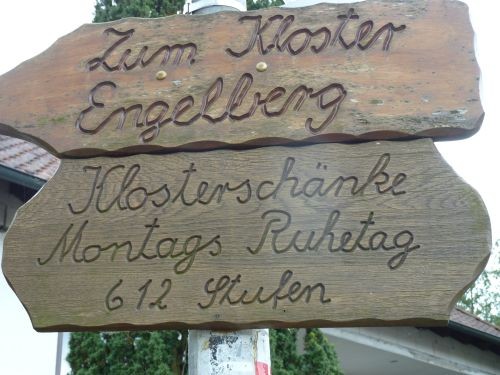 Zum Kloster
Engelberg
Klosterschänke
Montags Ruhetag
612 Stufen